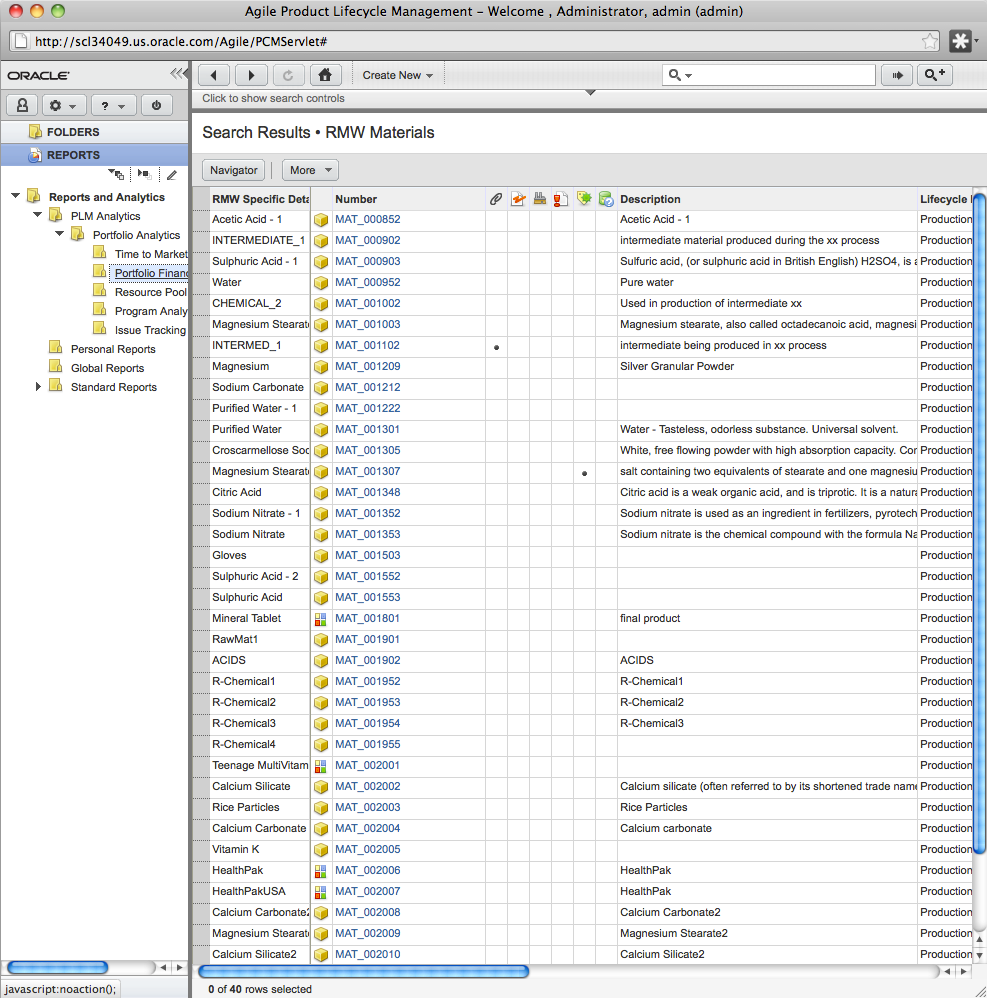 Agile Product Lifecycle Management – Welcome , Administrator, admin (admin)
http://scl34049.us.oracle.com/Agile/PCMServlet#
ORACLE
Create New
Click to show search controls
?
FOLDERS
REPORTS
Reports and Analytics
PLM Analytics
Portfolio Analytics
Time to Market
Portfolio Finan
Resource Pool
Program Analy
Issue Tracking
Personal Reports
Global Reports
Standard Reports
Search Results • RMW Materials
Navigator More
RMW Specific Deta Number Description Lifecycle
Acetic Acid - 1 MAT_000852 Acetic Acid - 1 Production
INTERMEDIATE_1 MAT_000902 intermediate material produced during the xx process Production
Sulphuric Acid - 1 MAT_000903 Sulfuric acid, (or sulphuric acid in British English) H2SO4, is a Production
Water MAT_000952 Pure water Production
CHEMICAL_2 MAT_001002 Used in production of intermediate xx Production
Magnesium Stearate MAT_001003 Magnesium stearate, also called octadecanoic acid, magnesi Production
INTERMED_1 MAT_001102 intermediate being produced in xx process Production
Magnesium MAT_001209 Silver Granular Powder Production
Sodium Carbonate MAT_001212 Production
Purified Water - 1 MAT_001222 Production
Purified Water MAT_001301 Water - Tasteless, odorless substance. Universal solvent. Production
Croscarmellose Soc MAT_001305 White, free flowing powder with high absorption capacity. Cor Production
Magnesium Stearate MAT_001307 salt containing two equivalents of stearate and one magnesiu Production
Citric Acid MAT_001348 Citric acid is a weak organic acid, and is triprotic. It is a natura Production
Sodium Nitrate - 1 MAT_001352 Sodium nitrate is used as an ingredient in fertilizers, pyrotech Production
Sodium Nitrate MAT_001353 Sodium nitrate is the chemical compound with the formula Na Production
Gloves MAT_001503 Production
Sulphuric Acid - 2 MAT_001552 Production
Sulphuric Acid MAT_001553 Production
Mineral Tablet MAT_001801 final product Production
RawMat1 MAT_001901 Production
ACIDS MAT_001902 ACIDS Production
R-Chemical1 MAT_001952 R-Chemical1 Production
R-Chemical2 MAT_001953 R-Chemical2 Production
R-Chemical3 MAT_001954 R-Chemical3 Production
R-Chemical4 MAT_001955 Production
Teenage MultiVitam MAT_002001 Production
Calcium Silicate MAT_002002 Calcium silicate (often referred to by its shortened trade name Production
Rice Particles MAT_002003 Rice Particles Production
Calcium Carbonate MAT_002004 Calcium carbonate Production
Vitamin K MAT_002005 Production
HealthPak MAT_002006 HealthPak Production
HealthPakUSA MAT_002007 HealthPak Production
Calcium Carbonate2 MAT_002008 Calcium Carbonate2 Production
Magnesium Stearate MAT_002009 Magnesium Stearate2 Production
Calcium Silicate2 MAT_002010 Calcium Silicate2 Production
javascript:noaction();
0 of 40 rows selected